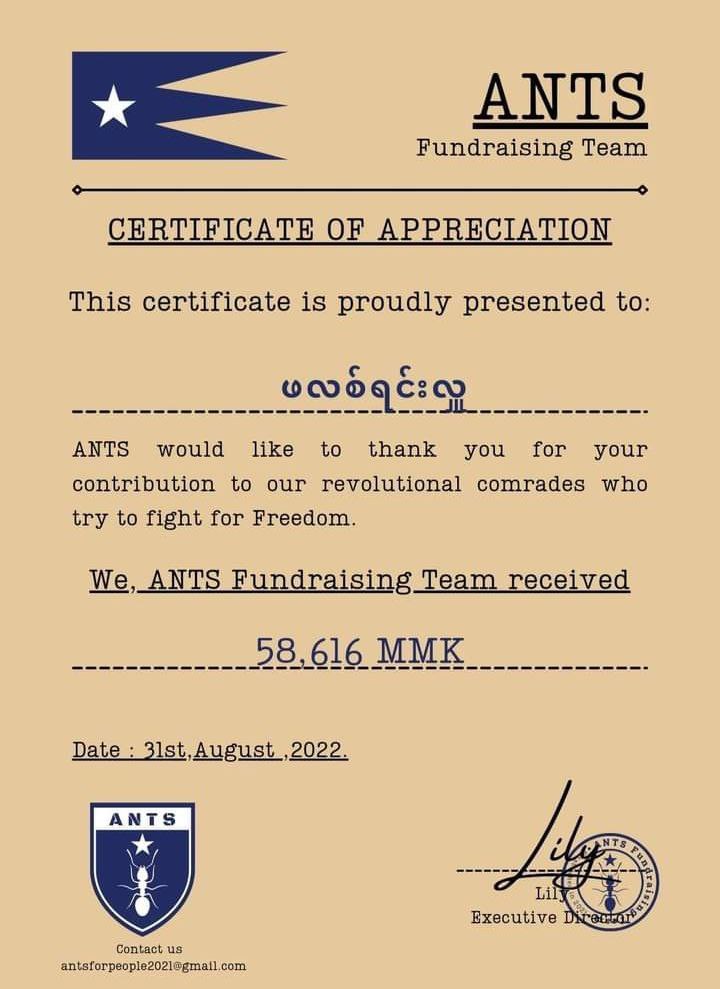 ANTS
Fundraising Team
CERTIFICATE OF APPRECIATION
This certificate is proudly presented to:
ဖလစ်ရင်းလှူ
ANTS would like to thank you for your
contribution to our revolutional comrades who
try to fight for Freedom.
We, ANTS Fundraising Team received
58,616 MMK
Date : 31st,August ,2022.
ANTS
Lily
Lily
Executive Director
ANTS Fundraising
Contact us
antsforpeople2021@gmail.com